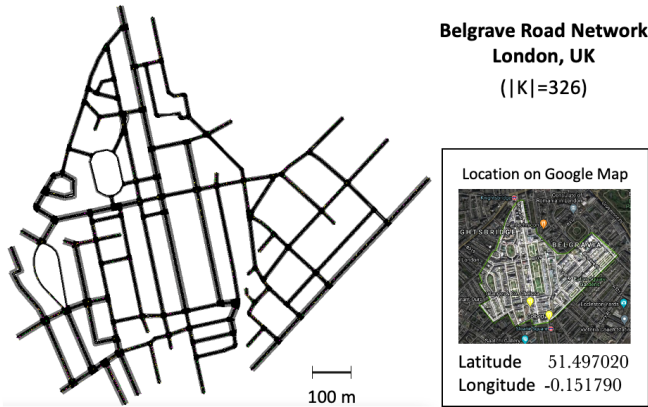 Belgrave Road Network
London, UK
(|K|=326)
Location on Google Map
BELGRAVIA
Latitude 51.497020
Longitude -0.151790
100 m